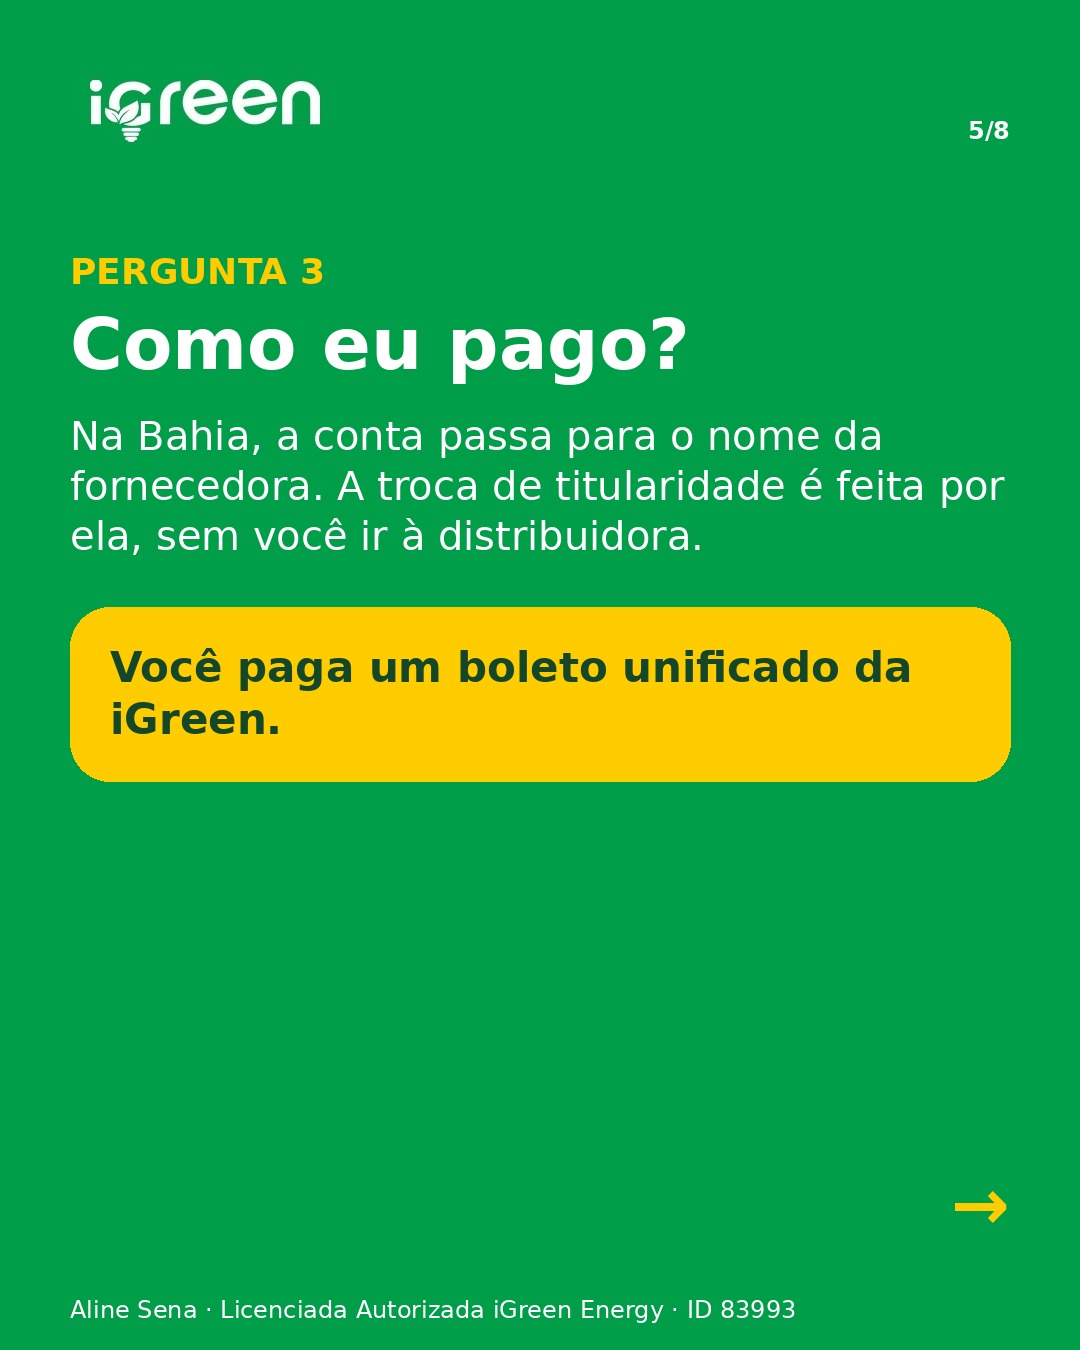 iGreen
5/8
PERGUNTA 3
Como eu pago?
Na Bahia, a conta passa para o nome da
fornecedora. A troca de titularidade é feita por
ela, sem você ir à distribuidora.
Você paga um boleto unificado da
iGreen.
→
Aline Sena · Licenciada Autorizada iGreen Energy · ID 83993